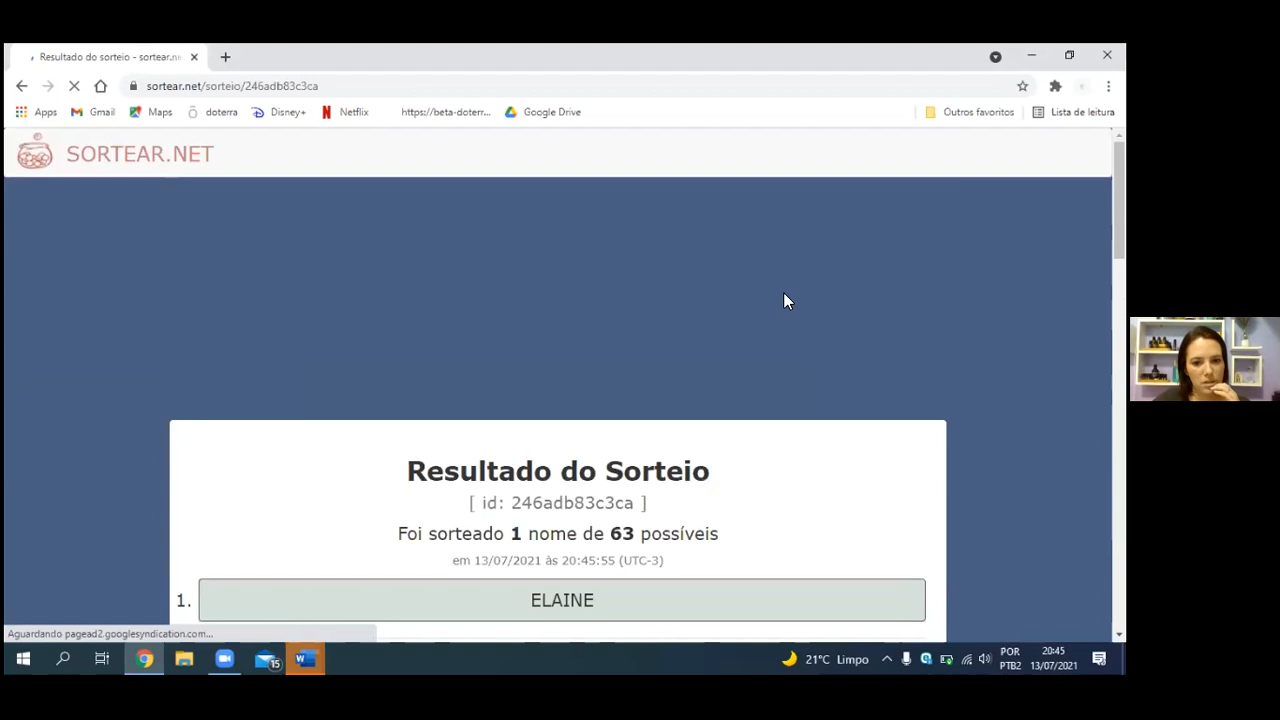 Resultado do sorteio - sortear.ne
sortear.net/sorteio/246adb83c3ca
Apps Gmail Maps doterra Disney+ Netflix https://beta-doterr... Google Drive Outros favoritos Lista de leitura
SORTEAR.NET
Resultado do Sorteio
[ id: 246adb83c3ca ]
Foi sorteado 1 nome de 63 possíveis
em 13/07/2021 às 20:45:55 (UTC-3)
1. ELAINE
Aguardando pagead2.googlesyndication.com...
15
21°C Limpo
POR
PTB2
20:45
13/07/2021